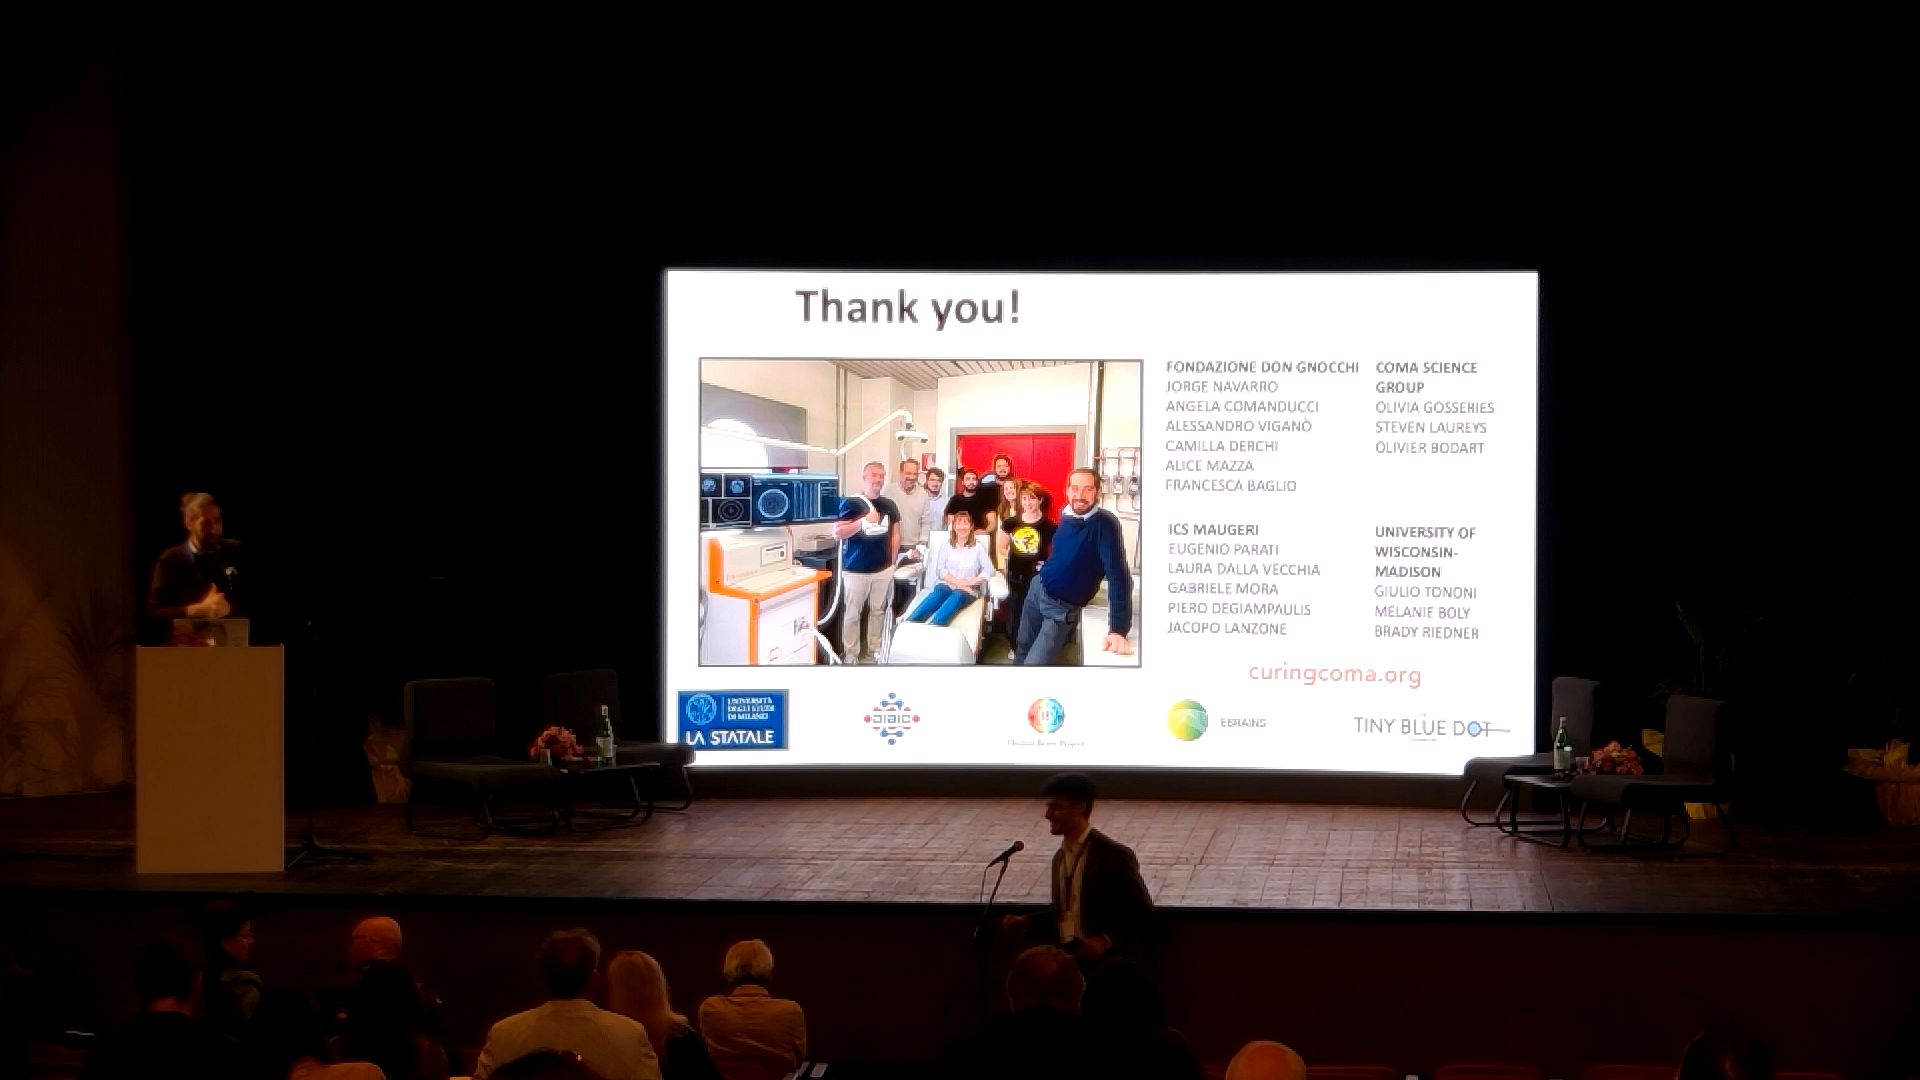 Thank you!
FONDAZIONE DON GNOCCHI
JORGE NAVARRO
ANGELA COMANDUCCI
ALESSANDRO VIGANÒ
CAMILLA DERCHI
ALICE MAZZA
FRANCESCA BAGLIO
COMA SCIENCE
GROUP
OLIVIA GOSSERIES
STEVEN LAUREYS
OLIVIER BODART
ICS MAUGERI
EUGENIO PARATI
LAURA DALLA VECCHIA
GABRIELE MORA
PIERO DEGIAMPAULIS
JACOPO LANZONE
UNIVERSITY OF
WISCONSIN-
MADISON
GIULIO TONONI
MELANIE BOLY
BRADY RIEDNER
curingcoma.org
UNIVERSITÀ
DEGLI STUDI
DI MILANO
LA STATALE
Human Brain Project
EBRAINS
TINY BLUE DOT